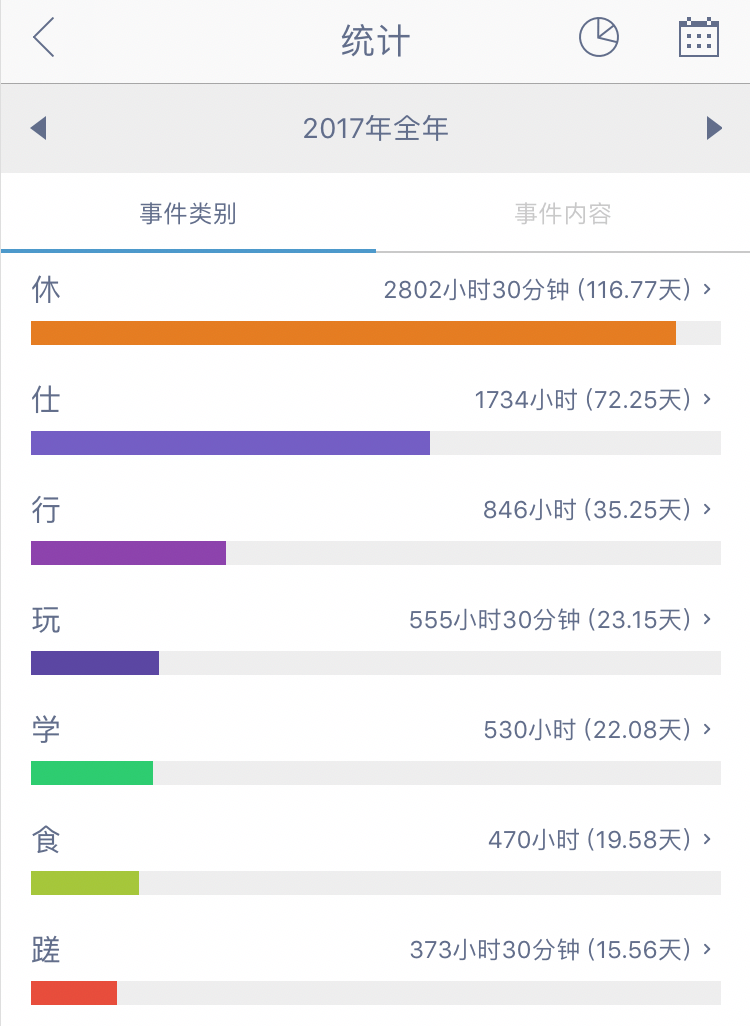 统计
2017年全年
事件类别 事件内容
休 2802小时30分钟 (116.77天)
仕 1734小时 (72.25天)
行 846小时 (35.25天)
玩 555小时30分钟 (23.15天)
学 530小时 (22.08天)
食 470小时 (19.58天)
蹉 373小时30分钟 (15.56天)